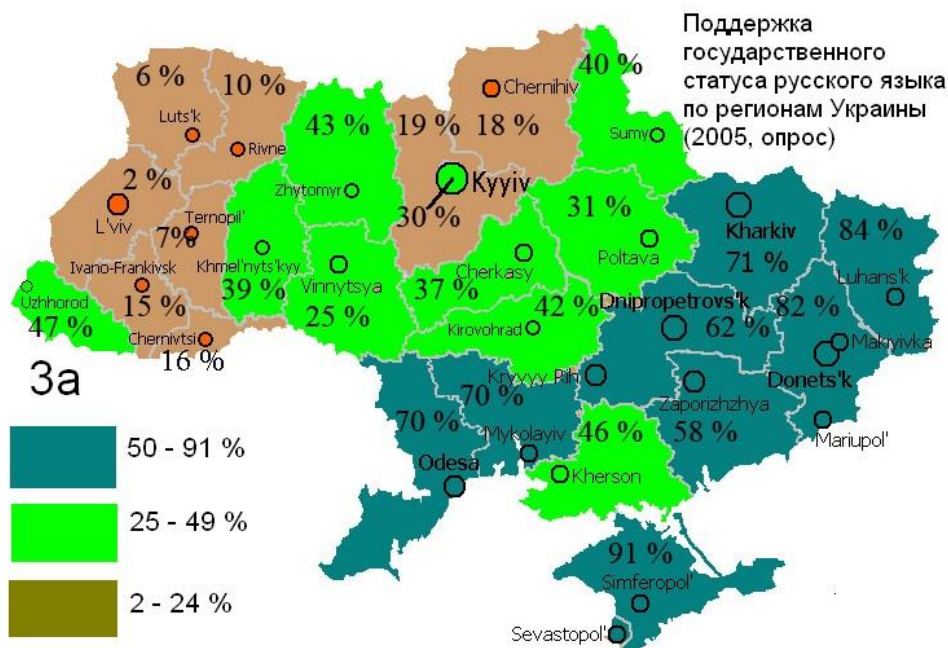 Поддержка
государственного
статуса русского языка
по регионам Украины
(2005, опрос)
6 %
10 %
40 %
Chernihiv
43 %
19 %
18 %
Luts'k
Rivne
Sumy
2 %
Zhytomyr
Kyyiv
30 %
31 %
L'viv
Ternopil'
7%
Kharkiv
71 %
84 %
Ivano-Frankivsk
Khmel'nyts'kyy
39 %
Vinnytsya
25 %
Cherkasy
37 %
Poltava
Luhans'k
Uzhhorod
47 %
15 %
Chernivtsi
16 %
42 %
Kirovohrad
Dnipropetrovs'k
62 %
82 %
Makiyivka
Donets'k
За
Kryvyy Rih
Zaporizhzhya
58 %
Mariupol'
70 %
70 %
Mykolayiv
46 %
Kherson
Odesa
50 - 91 %
25 - 49 %
2 - 24 %
91 %
Simferopol'
Sevastopol'